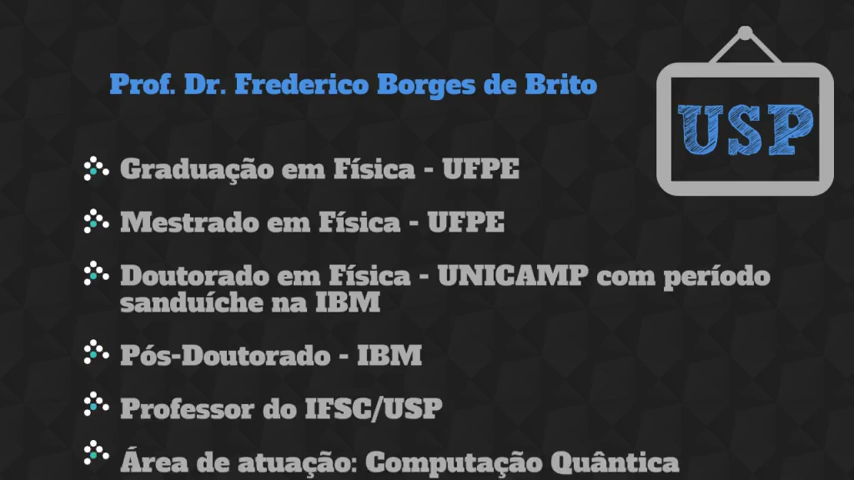 Prof. Dr. Frederico Borges de Brito
USP
Graduação em Física - UFPE
Mestrado em Física - UFPE
Doutorado em Física - UNICAMP com período
sanduíche na IBM
Pós-Doutorado - IBM
Professor do IFSC/USP
Área de atuação: Computação Quântica